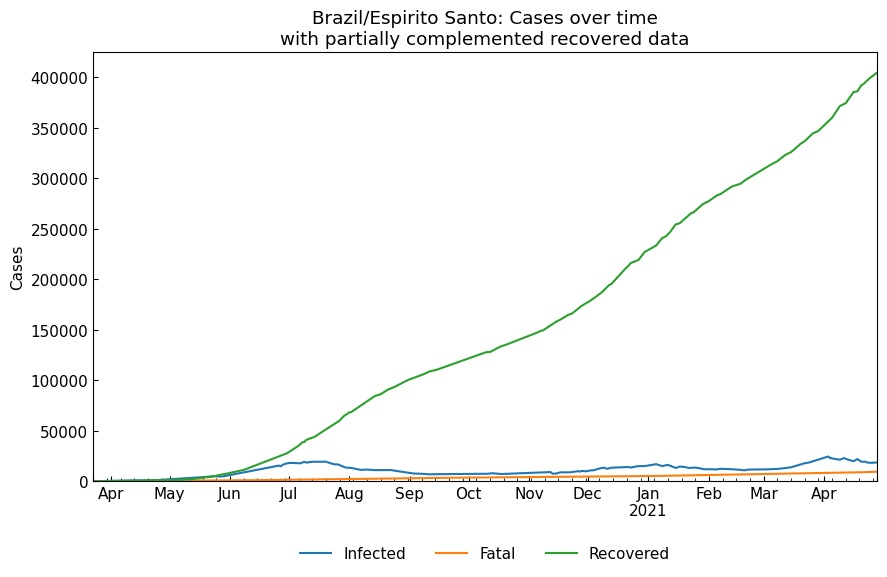 Brazil/Espirito Santo: Cases over time
with partially complemented recovered data
Cases
400000
350000
300000
250000
200000
150000
100000
50000
0
Apr May Jun Jul Aug Sep Oct Nov Dec Jan Feb Mar Apr
2021
Infected Fatal Recovered